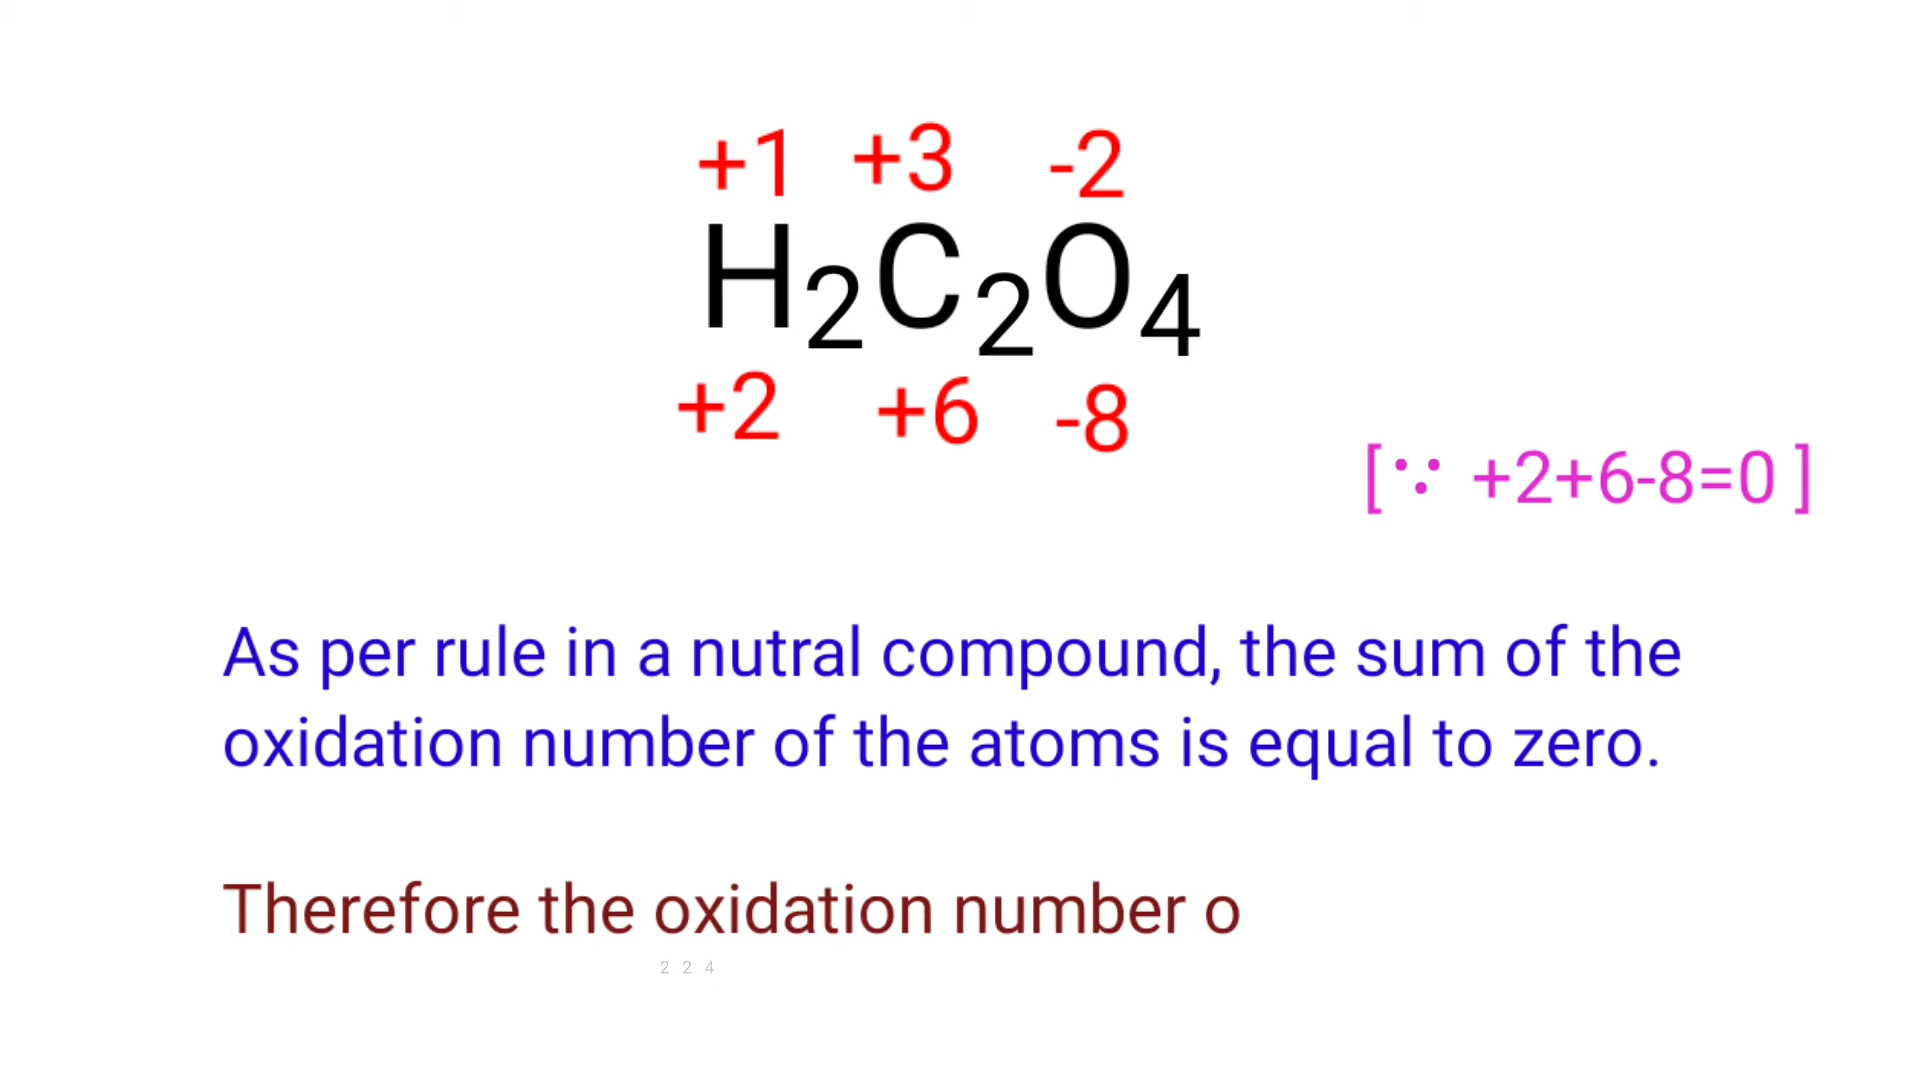 +1 +3 -2
H₂C₂O₄
+2 +6 -8
[∵ +2+6-8=0 ]
As per rule in a nutral compound, the sum of the
oxidation number of the atoms is equal to zero.
Therefore the oxidation number o
2 2 4